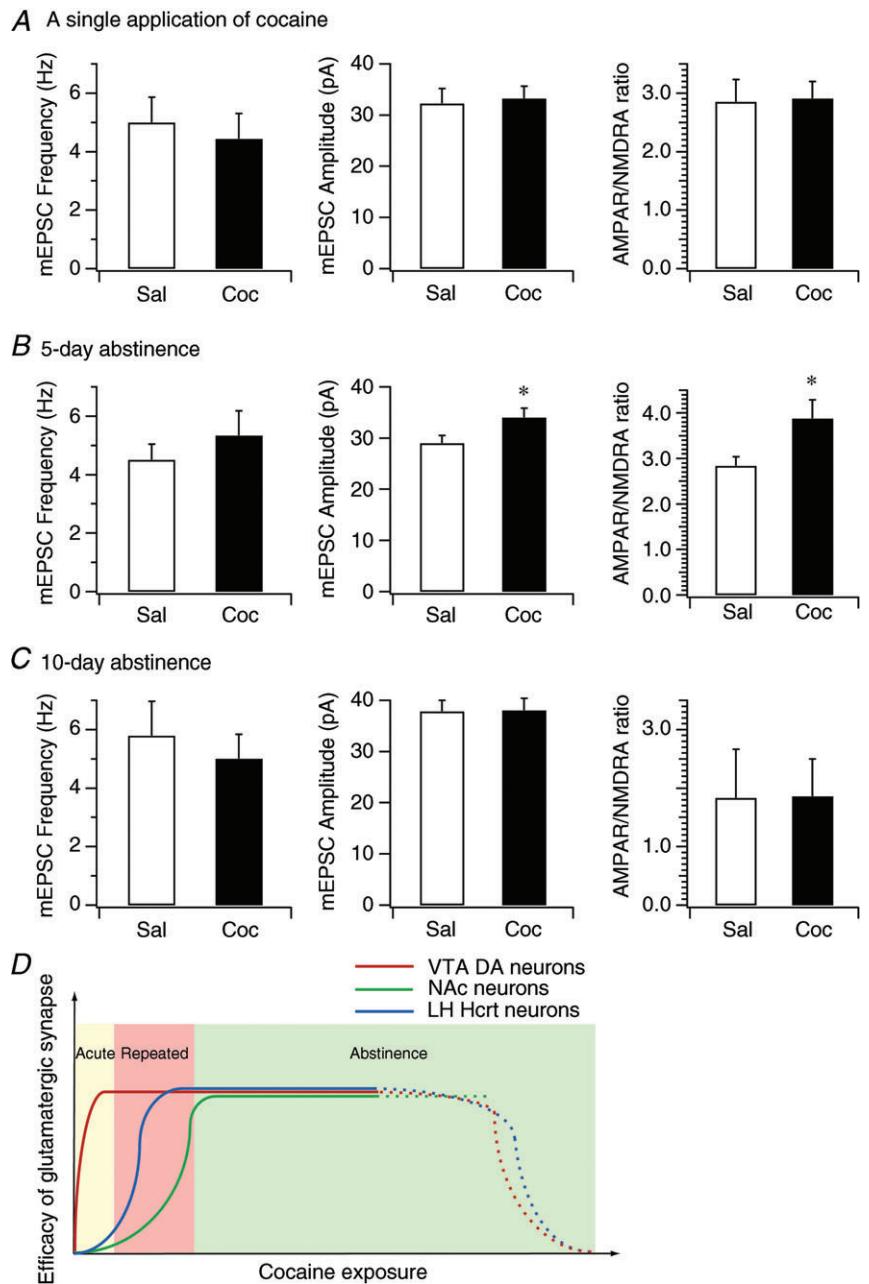 A A single application of cocaine
mEPSC Frequency (Hz)
6
4
2
0
Sal Coc
mEPSC Amplitude (pA)
40
30
20
10
0
Sal Coc
AMPAR/NMDRA ratio
3.0
2.0
1.0
0.0
Sal Coc
B 5-day abstinence
mEPSC Frequency (Hz)
6
4
2
0
Sal Coc
mEPSC Amplitude (pA)
40
30
20
10
0
*
Sal Coc
AMPAR/NMDRA ratio
4.0
3.0
2.0
1.0
0.0
*
Sal Coc
C 10-day abstinence
mEPSC Frequency (Hz)
6
4
2
0
Sal Coc
mEPSC Amplitude (pA)
40
30
20
10
0
Sal Coc
AMPAR/NMDRA ratio
3.0
1.0
0.0
Sal Coc
D
VTA DA neurons
NAc neurons
LH Hcrt neurons
Efficacy of glutamatergic synapse
Acute Repeated Abstinence
Cocaine exposure